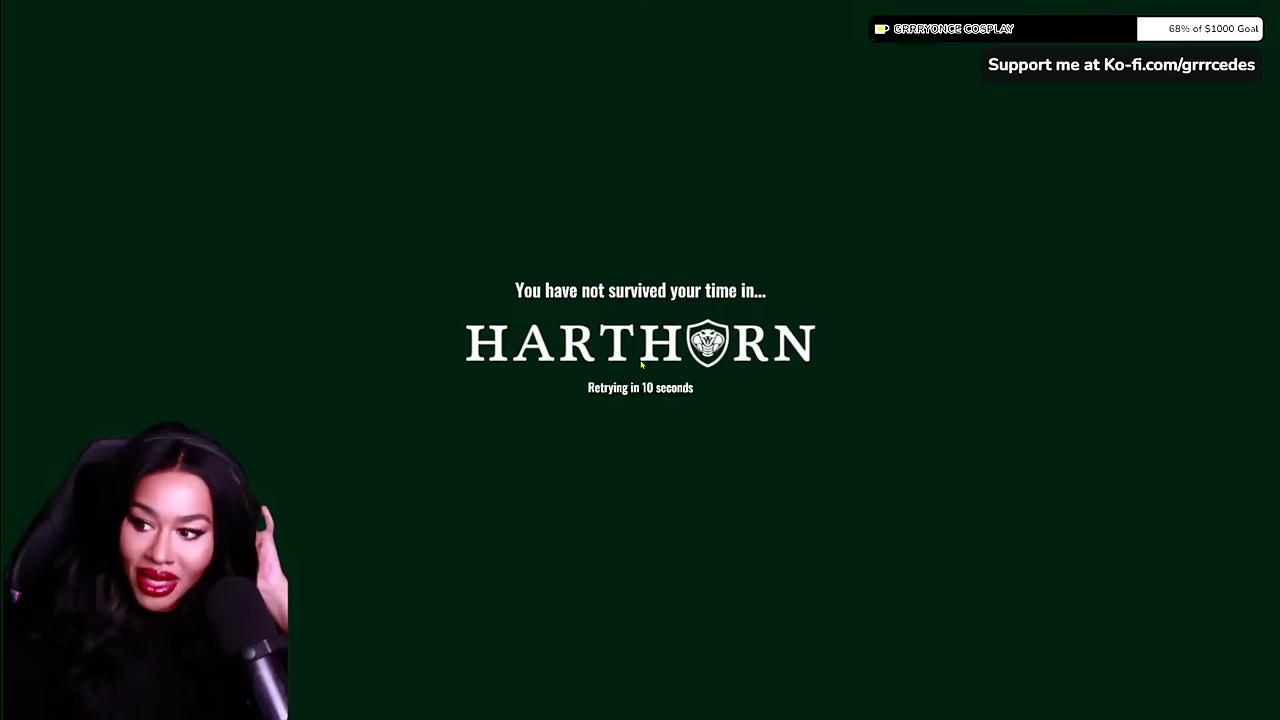 GRRRYONCE COSPLAY
68% of $1000 Goal
Support me at Ko-fi.com/grrrcedes
You have not survived your time in...
HARTHORN
Retrying in 10 seconds